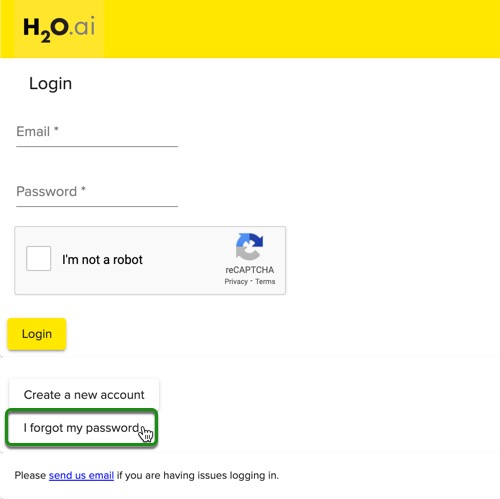 H2O.ai
Login
Email *
Password *
I'm not a robot
reCAPTCHA
Privacy - Terms
Login
Create a new account
I forgot my password
Please send us email if you are having issues logging in.